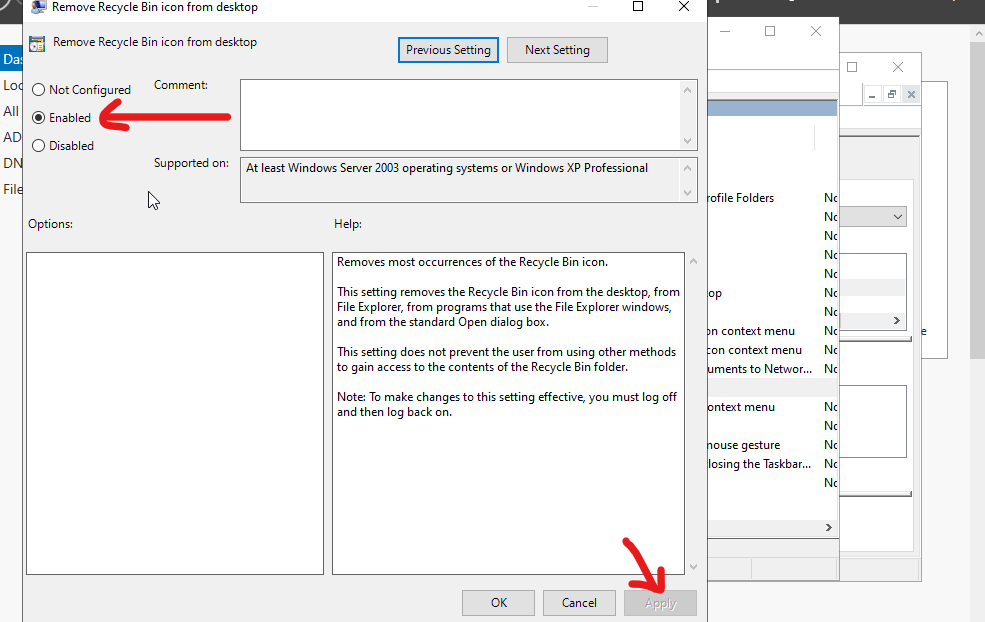 Remove Recycle Bin icon from desktop
Remove Recycle Bin icon from desktop
Previous Setting
Next Setting
Not Configured
Comment:
Enabled
Disabled
Supported on:
At least Windows Server 2003 operating systems or Windows XP Professional
Options:
Help:
Removes most occurrences of the Recycle Bin icon.
This setting removes the Recycle Bin icon from the desktop, from
File Explorer, from programs that use the File Explorer windows,
and from the standard Open dialog box.
This setting does not prevent the user from using other methods
to gain access to the contents of the Recycle Bin folder.
Note: To make changes to this setting effective, you must log off
and then log back on.
OK
Cancel
Apply
Das
Loc
All
AD
DN
File
rofile Folders
No
No
No
No
No
op
No
No
on context menu
No
con context menu
No
uments to Networ...
No
ontext menu
No
No
nouse gesture
No
losing the Taskbar...
No
No
e